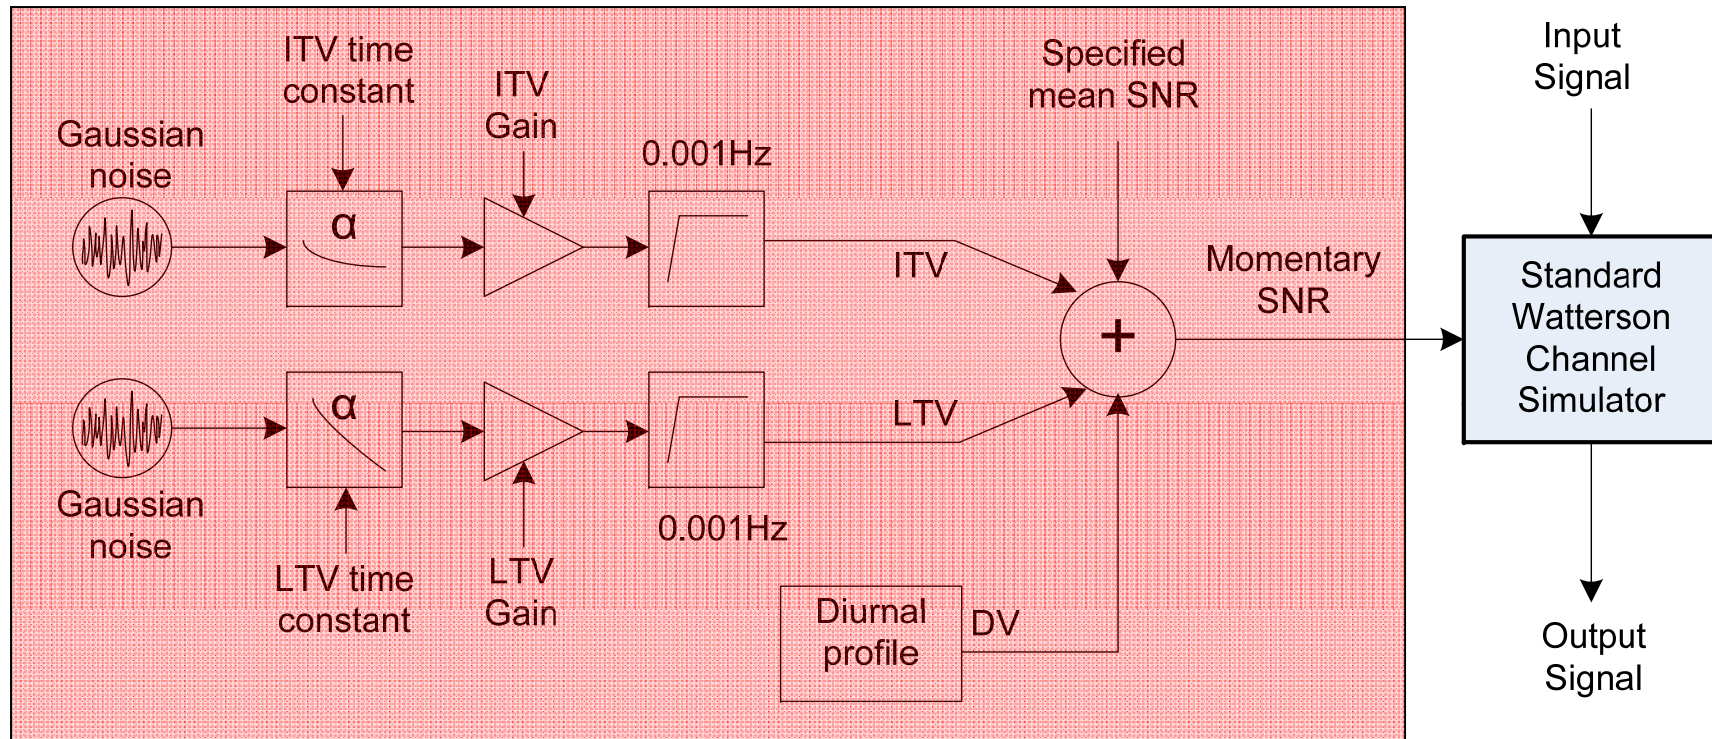 ITV time
constant
ITV
Gain
Specified
mean SNR
Input
Signal
Gaussian
noise
0.001Hz
α
ITV
Momentary
SNR
+
Standard
Watterson
Channel
Simulator
α
LTV
Gaussian
noise
0.001Hz
LTV time
constant
LTV
Gain
Diurnal
profile
DV
Output
Signal